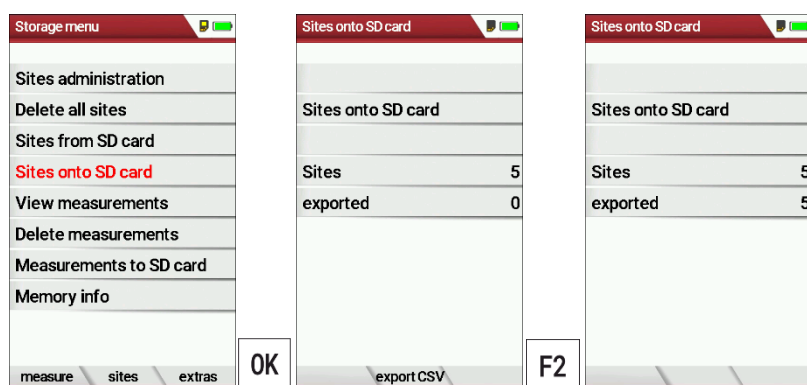 Storage menu
Sites administration
Delete all sites
Sites from SD card
Sites onto SD card
View measurements
Delete measurements
Measurements to SD card
Memory info
measure sites extras
OK
Sites onto SD card
Sites onto SD card
Sites 5
exported 0
export CSV
F2
Sites onto SD card
Sites onto SD card
Sites 5
exported 5